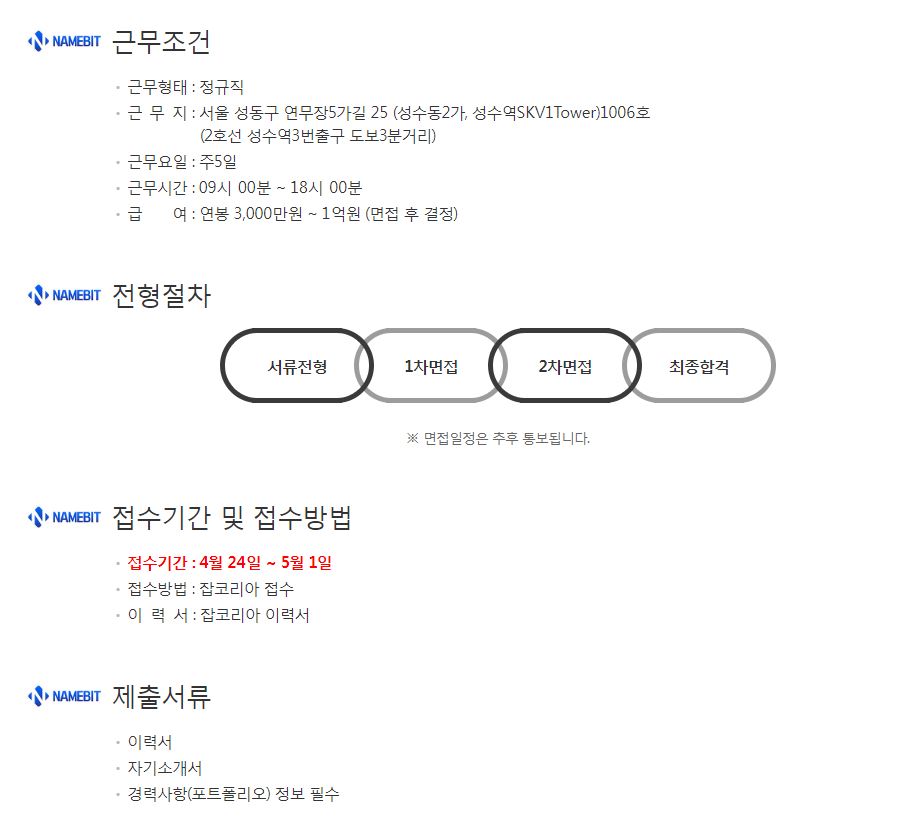 NAMEBIT 근무조건
· 근무형태 : 정규직
· 근 무 지 : 서울 성동구 연무장5가길 25 (성수동2가, 성수역SKV1Tower)1006호
(2호선 성수역3번출구 도보3분거리)
· 근무요일 : 주5일
· 근무시간 : 09시 00분 ~ 18시 00분
· 급 여 : 연봉 3,000만원 ~ 1억원 (면접 후 결정)
NAMEBIT 전형절차
서류전형 1차면접 2차면접 최종합격
※ 면접일정은 추후 통보됩니다.
NAMEBIT 접수기간 및 접수방법
· 접수기간 : 4월 24일 ~ 5월 1일
· 접수방법 : 잡코리아 접수
· 이 력 서 : 잡코리아 이력서
NAMEBIT 제출서류
· 이력서
· 자기소개서
· 경력사항(포트폴리오) 정보 필수